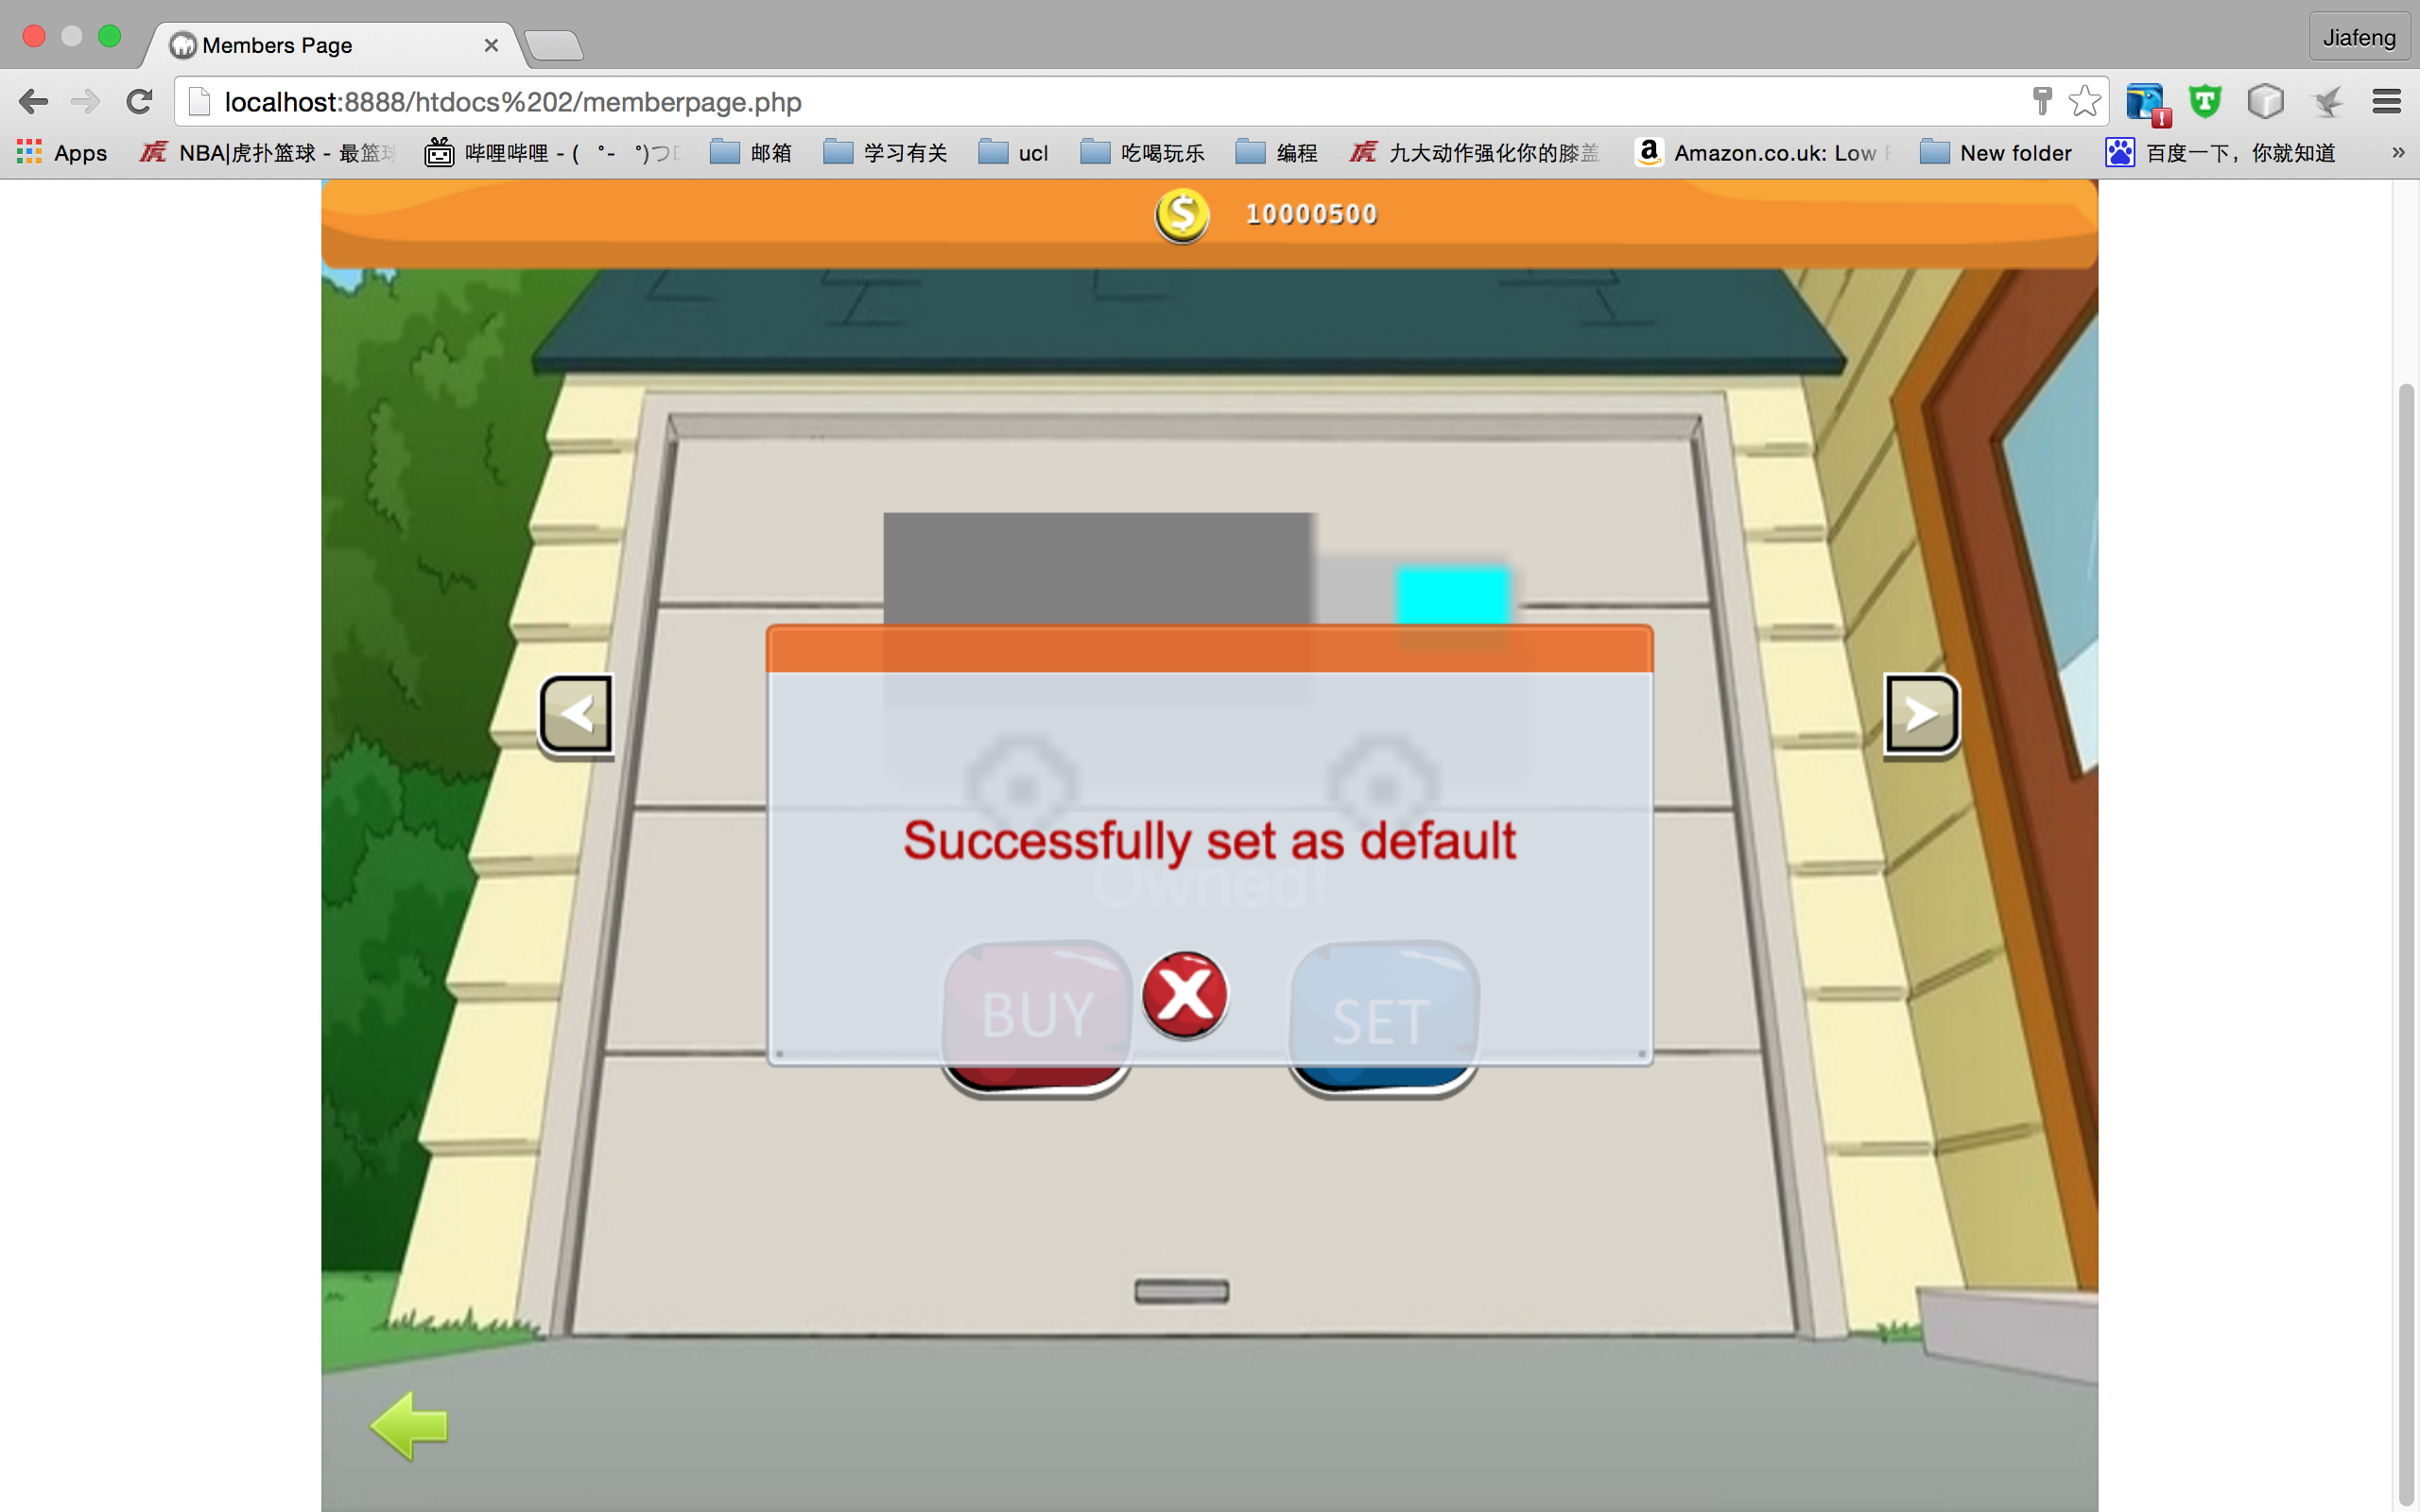 Members Page
Jiafeng
localhost:8888/htdocs%202/memberpage.php
Apps
NBA|虎扑篮球 - 最篮球
哔哩哔哩 - ( ゜- ゜)つロ
邮箱
学习有关
ucl
吃喝玩乐
编程
九大动作强化你的膝盖
Amazon.co.uk: Low
New folder
百度一下，你就知道
»
10000500
Successfully set as default
Owned!
BUY
SET